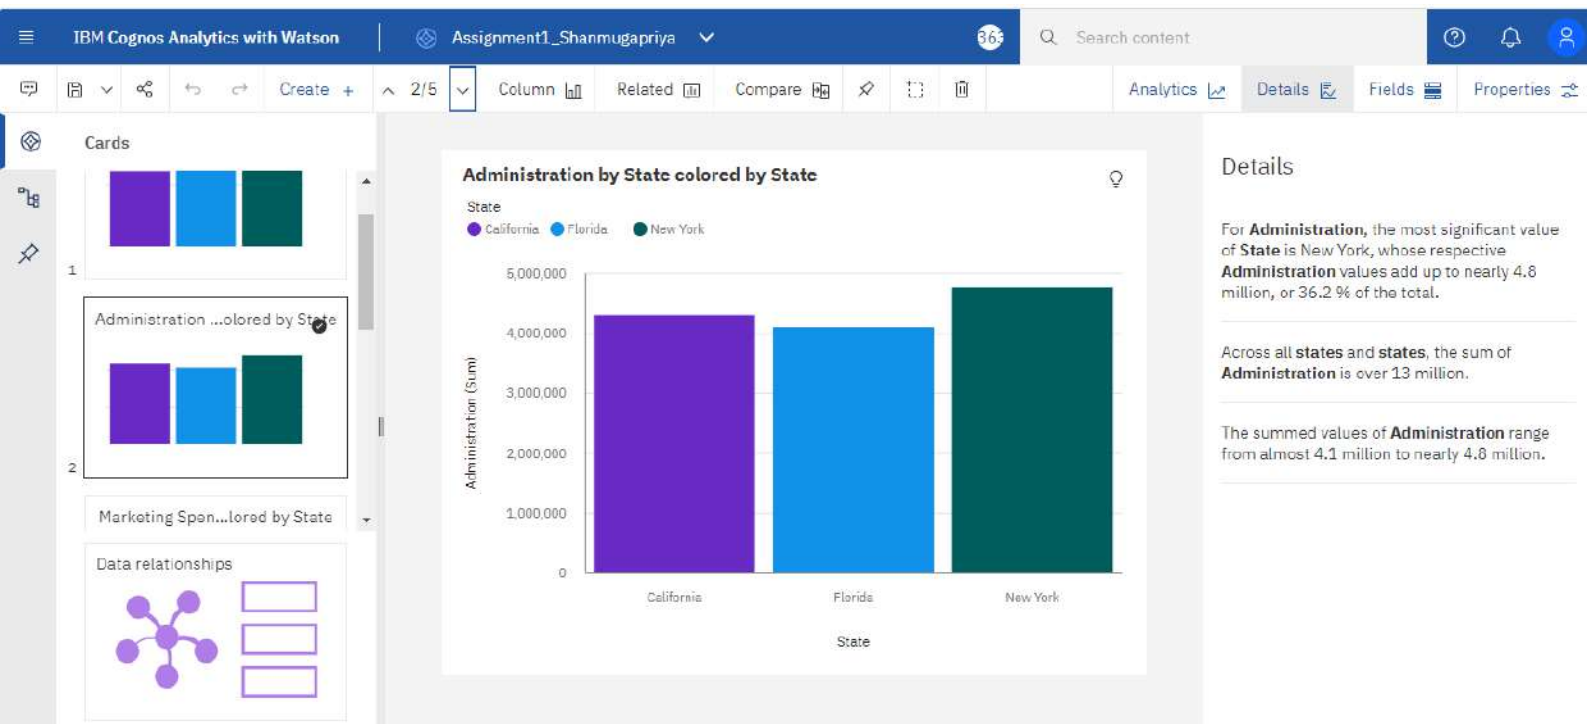 IBM Cognos Analytics with Watson
Assignment1_Shanmugapriya
363
Search content
Create +
2/5
Column
Related
Compare
Analytics
Details
Fields
Properties
Cards
1
Administration ...olored by State
2
Marketing Spen...lored by State
Data relationships
Administration by State colored by State
State
California
Florida
New York
5,000,000
4,000,000
3,000,000
2,000,000
1,000,000
0
Administration (Sum)
California
Florida
New York
State
Details
For Administration, the most significant value
of State is New York, whose respective
Administration values add up to nearly 4.8
million, or 36.2 % of the total.
Across all states and states, the sum of
Administration is over 13 million.
The summed values of Administration range
from almost 4.1 million to nearly 4.8 million.